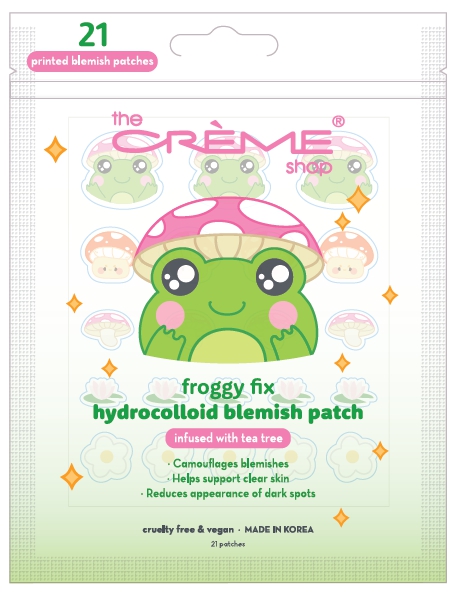 21
printed blemish patches
the
CRÈME®
shop
froggy fix
hydrocolloid blemish patch
infused with tea tree
· Camouflages blemishes
· Helps support clear skin
· Reduces appearance of dark spots
cruelty free & vegan · MADE IN KOREA
21 patches